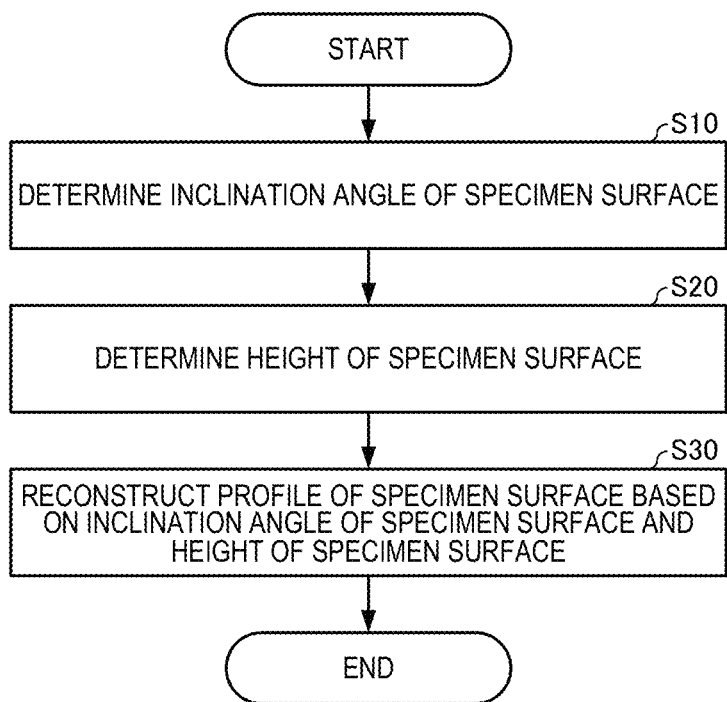 START
S10
DETERMINE INCLINATION ANGLE OF SPECIMEN SURFACE
S20
DETERMINE HEIGHT OF SPECIMEN SURFACE
S30
RECONSTRUCT PROFILE OF SPECIMEN SURFACE BASED
ON INCLINATION ANGLE OF SPECIMEN SURFACE AND
HEIGHT OF SPECIMEN SURFACE
END